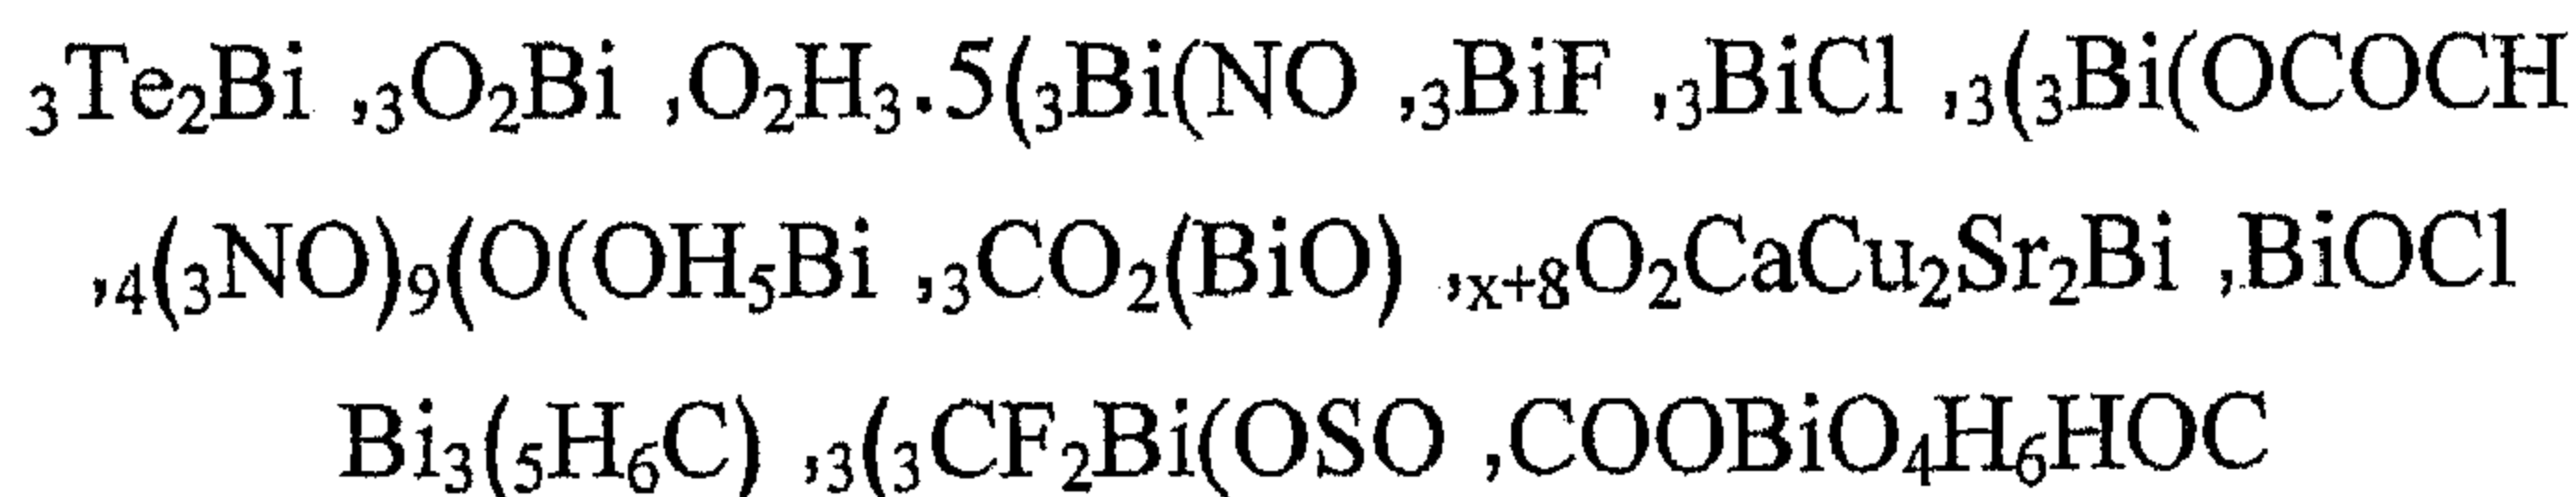 ₃Te₂Bi ,₃O₂Bi ,O₂H₃.5(₃Bi(NO ,₃BiF ,₃BiCl ,₃(₃Bi(OCOCH
,₄(₃NO)₉(O(OH₅Bi ,₃CO₂(BiO) ,ₓ₊₈O₂CaCu₂Sr₂Bi ,BiOCl
Bi₃(₅H₆C) ,₃(₃CF₂Bi(OSO ,COOBiO₄H₆HOC